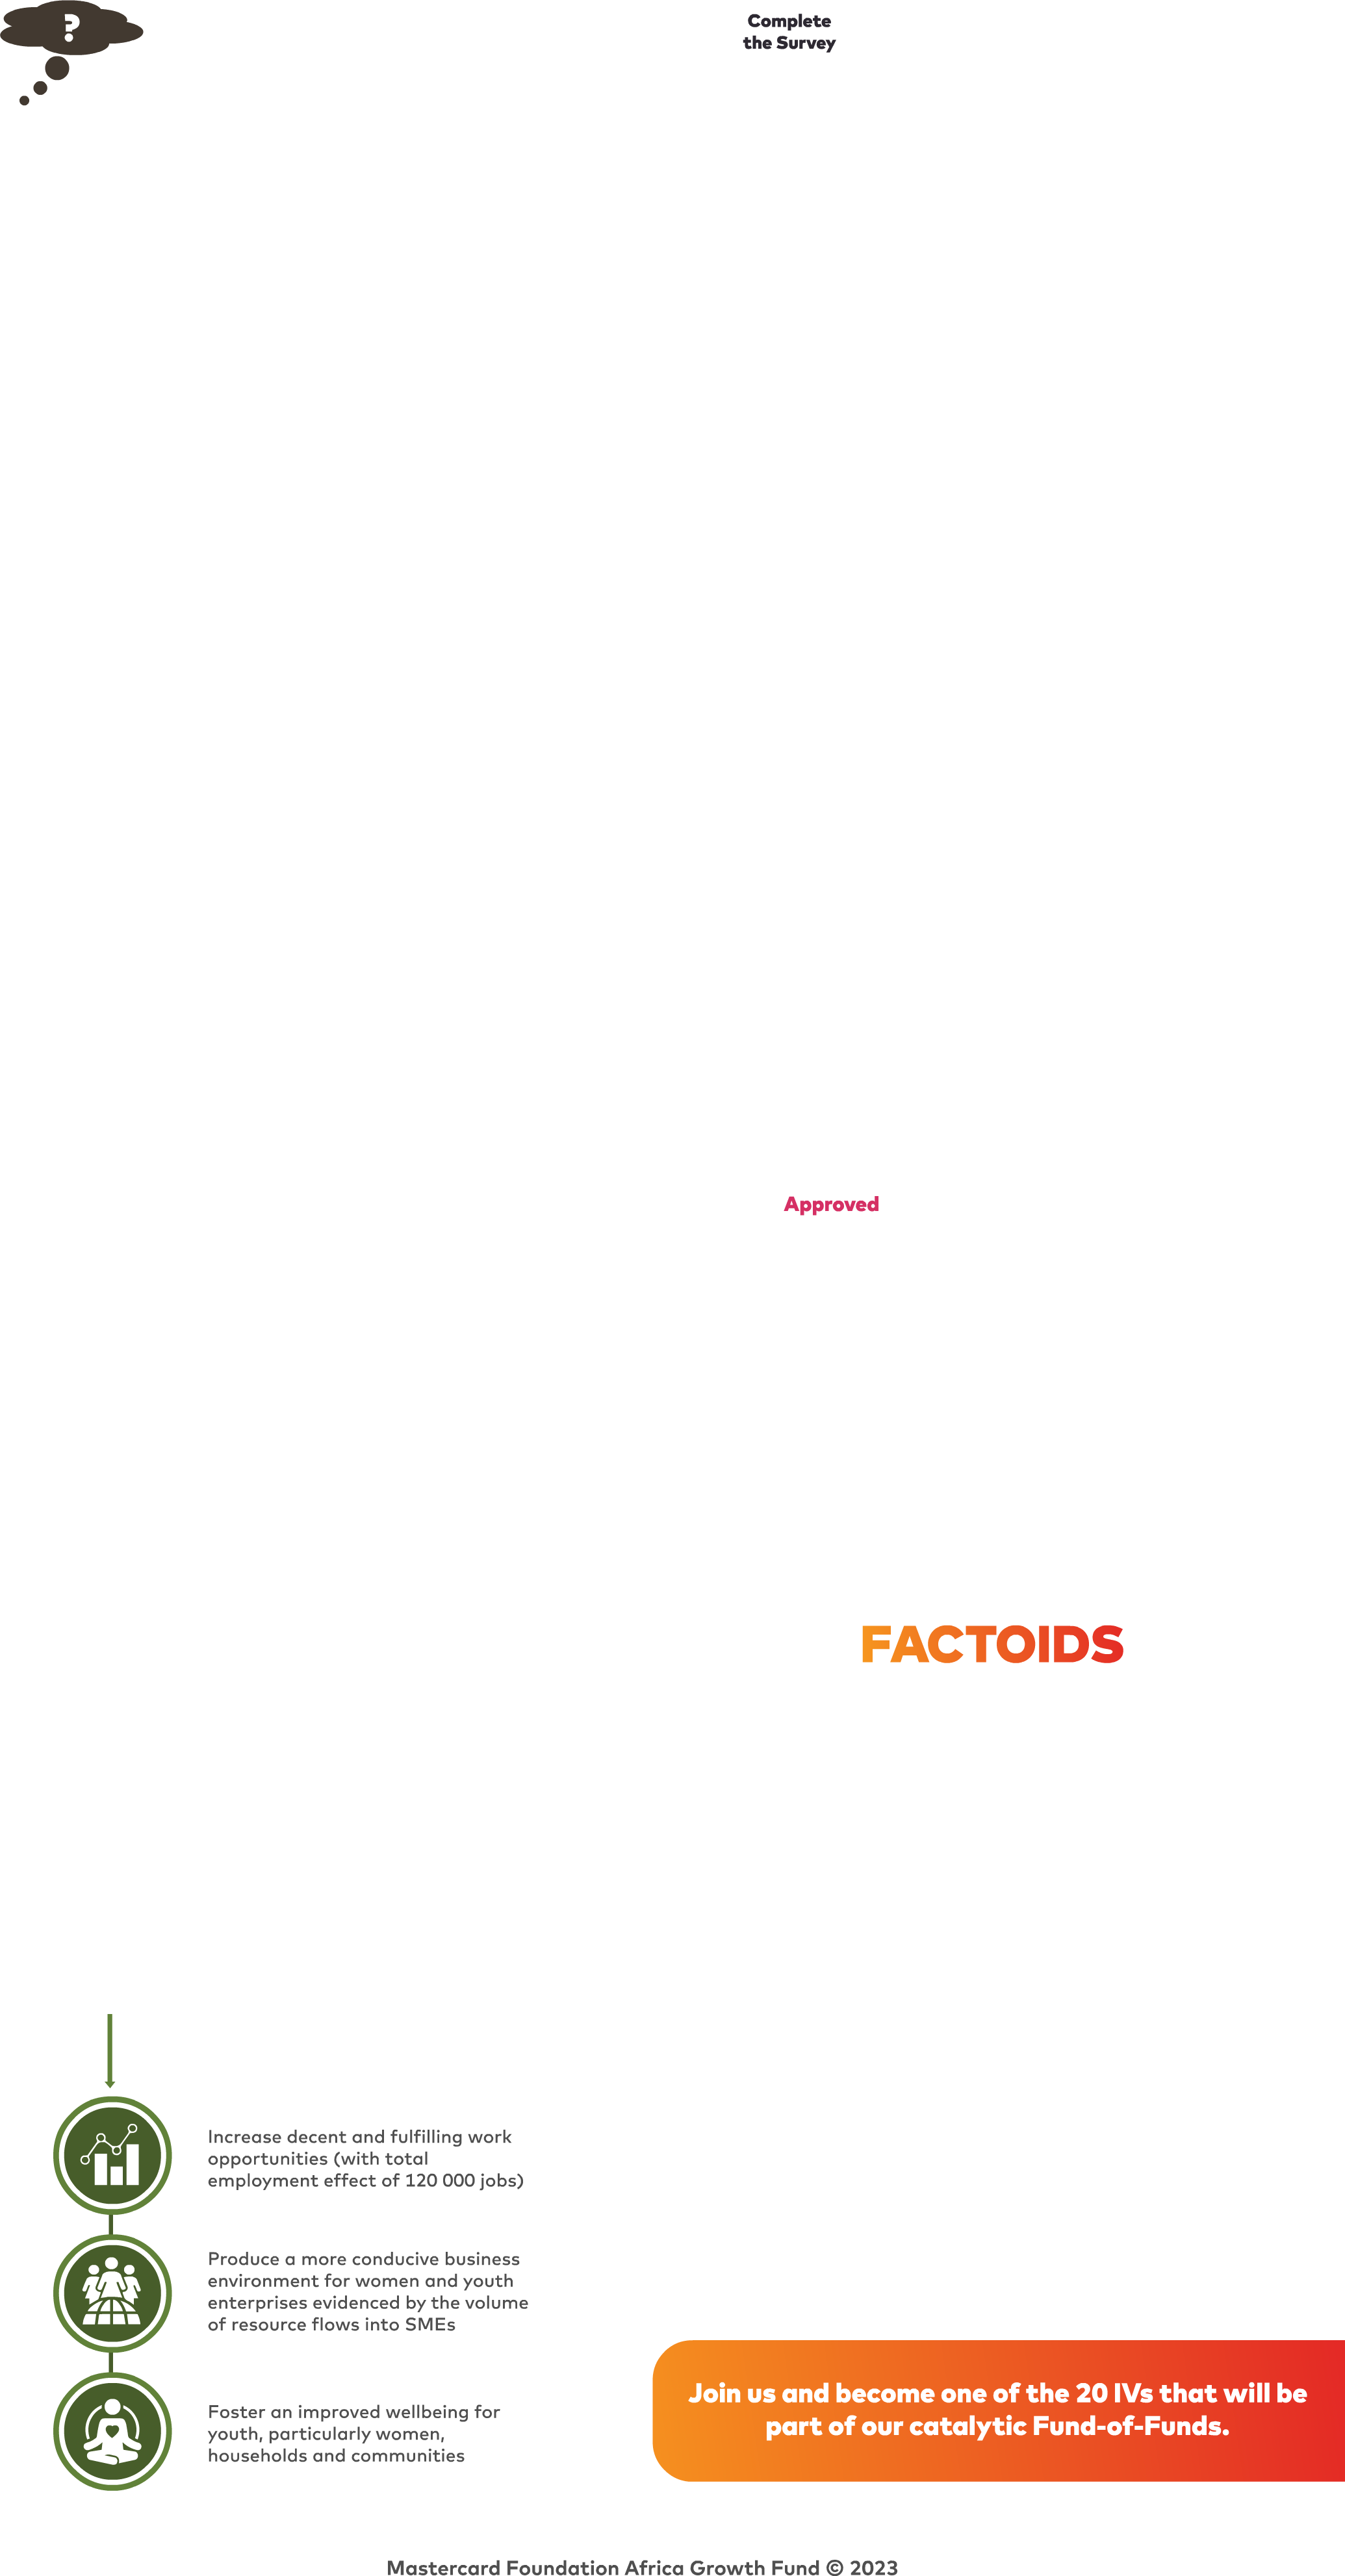 ?
Complete
the Survey
Approved
FACTOIDS
Increase decent and fulfilling work
opportunities (with total
employment effect of 120 000 jobs)
Produce a more conducive business
environment for women and youth
enterprises evidenced by the volume
of resource flows into SMEs
Foster an improved wellbeing for
youth, particularly women,
households and communities
Join us and become one of the 20 IVs that will be
part of our catalytic Fund-of-Funds.
Mastercard Foundation Africa Growth Fund © 2023